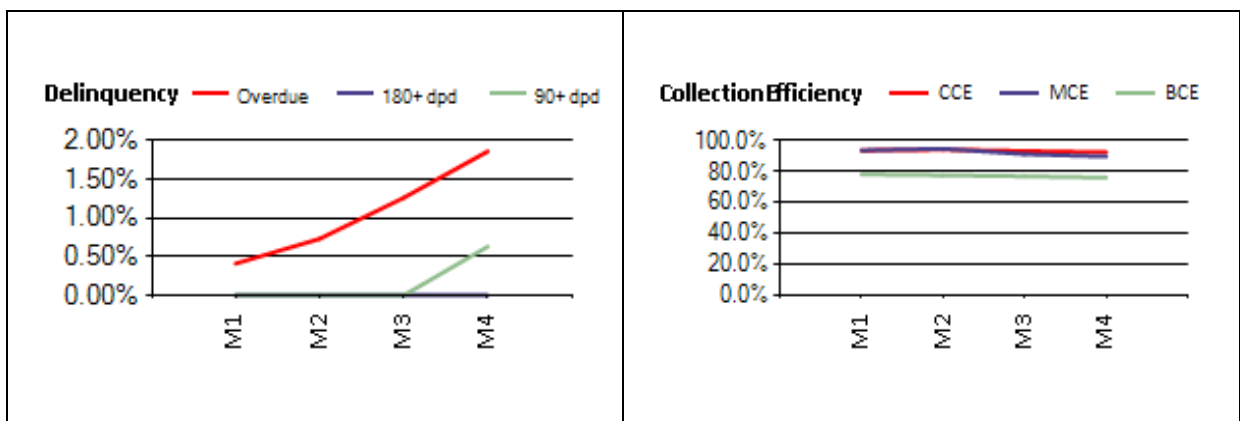 Delinquency Overdue 180+ dpd 90+ dpd
2.00%
1.50%
1.00%
0.50%
0.00%
M1 M2 M3 M4
Collection Efficiency CCE MCE BCE
100.0%
80.0%
60.0%
40.0%
20.0%
0.0%
M1 M2 M3 M4